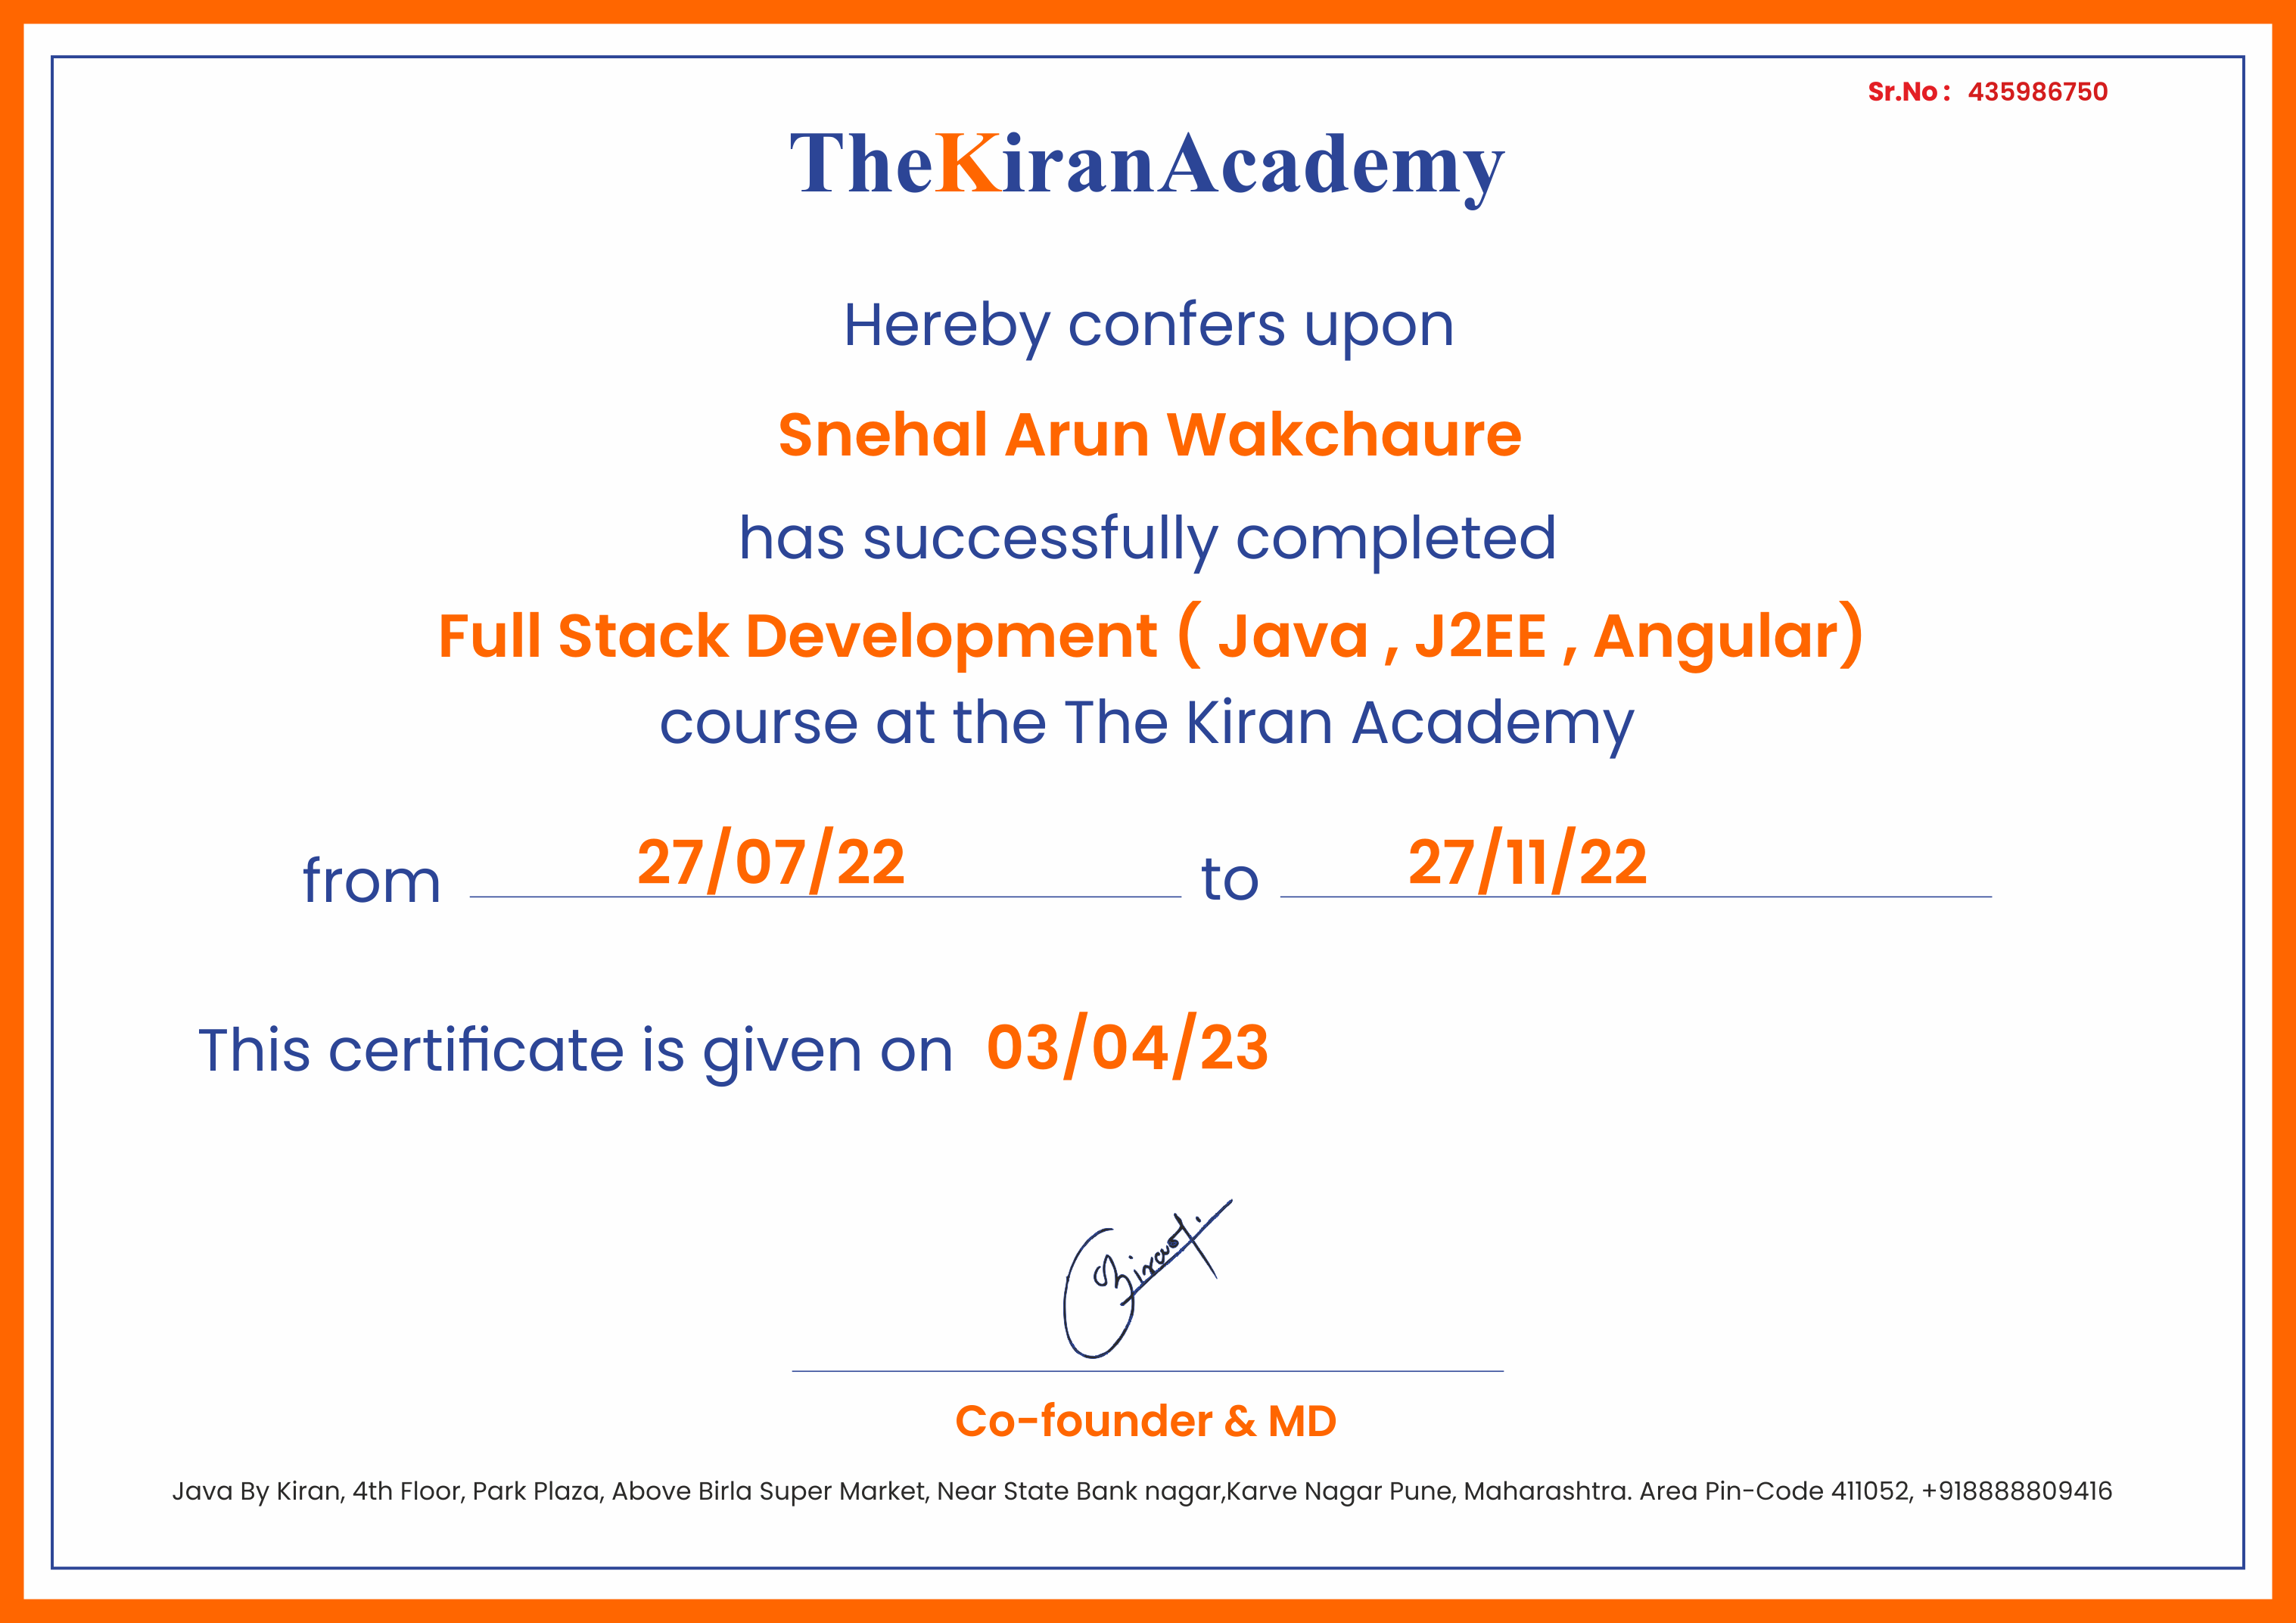 Sr.No : 435986750
TheKiranAcademy
Hereby confers upon
Snehal Arun Wakchaure
has successfully completed
Full Stack Development ( Java , J2EE , Angular)
course at the The Kiran Academy
from 27/07/22 to 27/11/22
This certificate is given on 03/04/23
Co-founder & MD
Java By Kiran, 4th Floor, Park Plaza, Above Birla Super Market, Near State Bank nagar,Karve Nagar Pune, Maharashtra. Area Pin-Code 411052, +918888809416